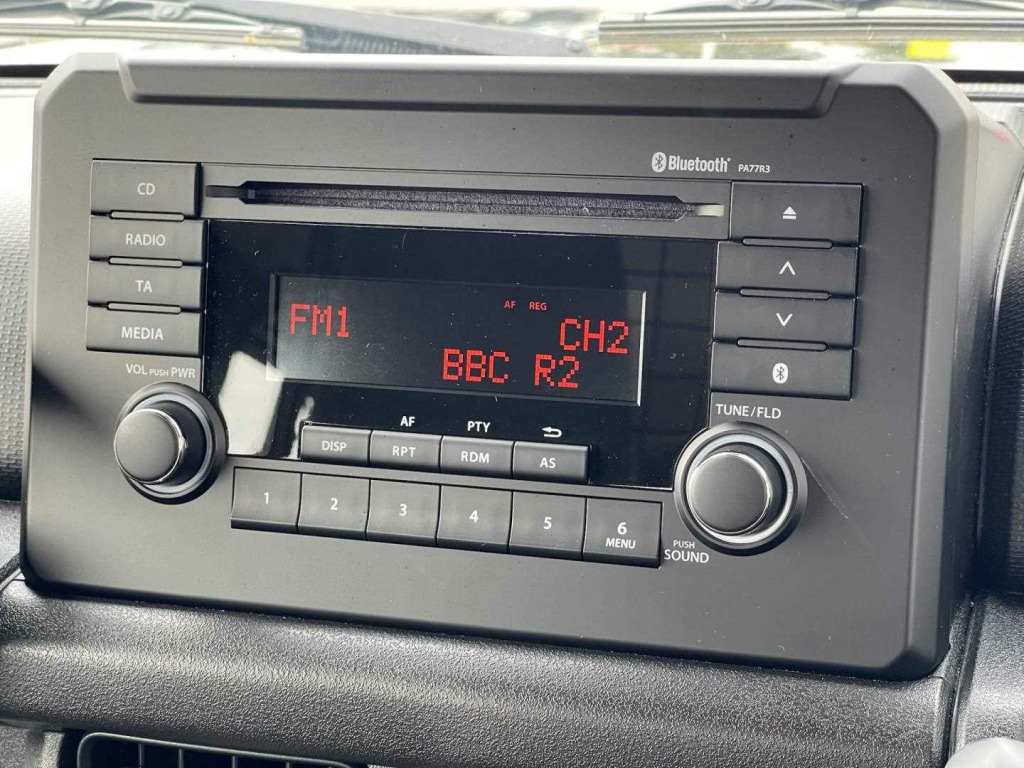 Bluetooth® PA77R3
CD
RADIO
TA
MEDIA
VOL PUSH PWR
AF REG
FM1
CH2
BBC R2
TUNE/FLD
AF PTY
DISP RPT RDM AS
1 2 3 4 5 6
MENU
PUSH
SOUND